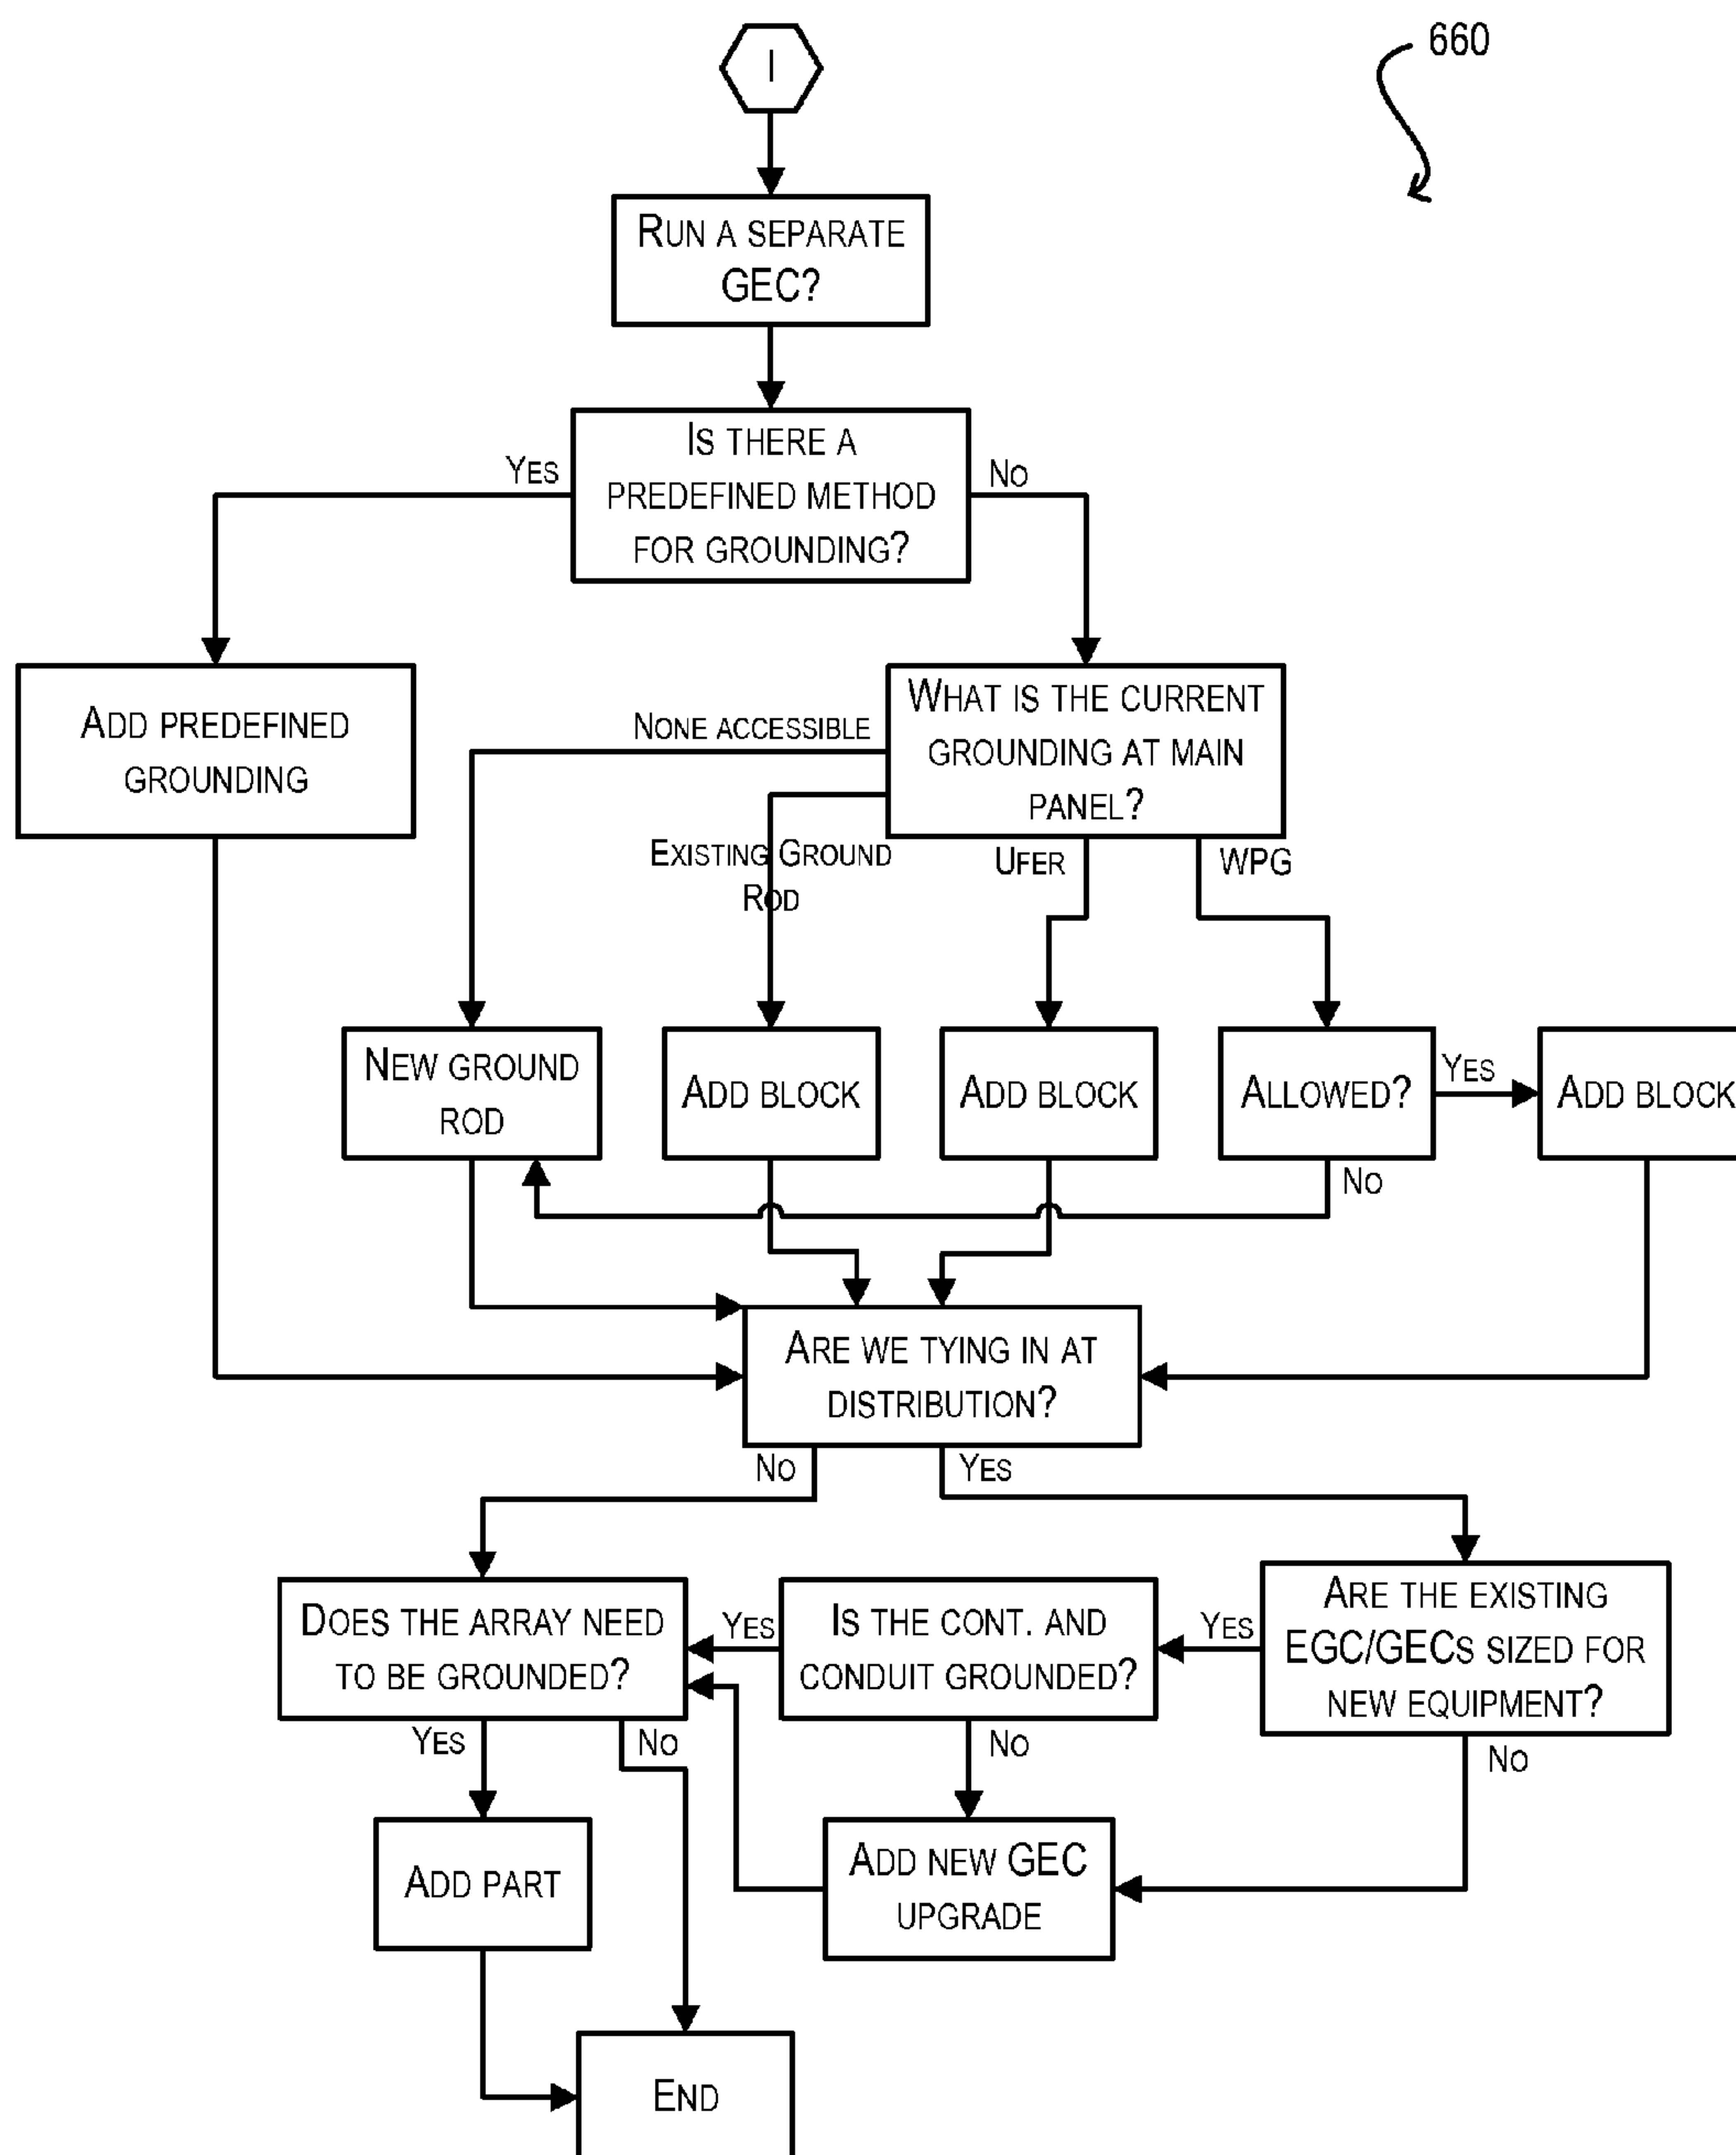 I
660
Run a separate
GEC?
Is there a
predefined method
for grounding?
Yes
No
Add predefined
grounding
What is the current
grounding at main
panel?
None accessible
Existing Ground
Rod
Ufer
WPG
New ground
rod
Add block
Add block
Allowed?
Yes
Add block
No
Are we tying in at
distribution?
No
Yes
Does the array need
to be grounded?
Yes
Is the cont. and
conduit grounded?
Yes
Are the existing
EGC/GECs sized for
new equipment?
Yes
No
No
No
Add part
Add new GEC
upgrade
End